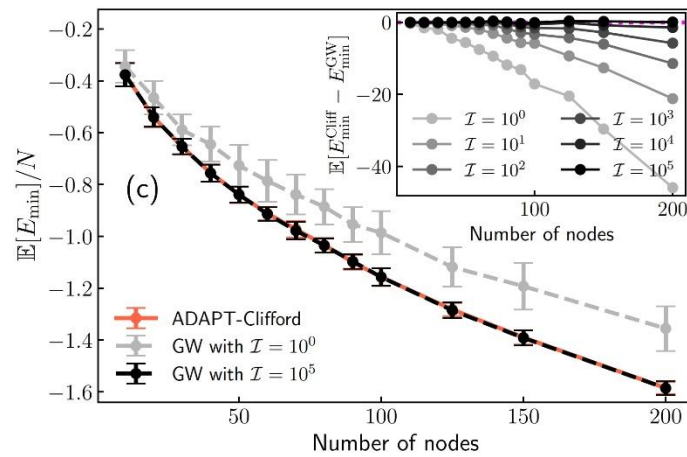 −0.2
−0.4
−0.6
−0.8
−1.0
−1.2
−1.4
−1.6
𝔼[E_min]/N
(c)
ADAPT-Clifford
GW with ℐ = 10^0
GW with ℐ = 10^5
50
100
150
200
Number of nodes
0
−20
−40
𝔼[E_min^Cliff − E_min^GW]
ℐ = 10^0
ℐ = 10^1
ℐ = 10^2
ℐ = 10^3
ℐ = 10^4
ℐ = 10^5
100
200
Number of nodes